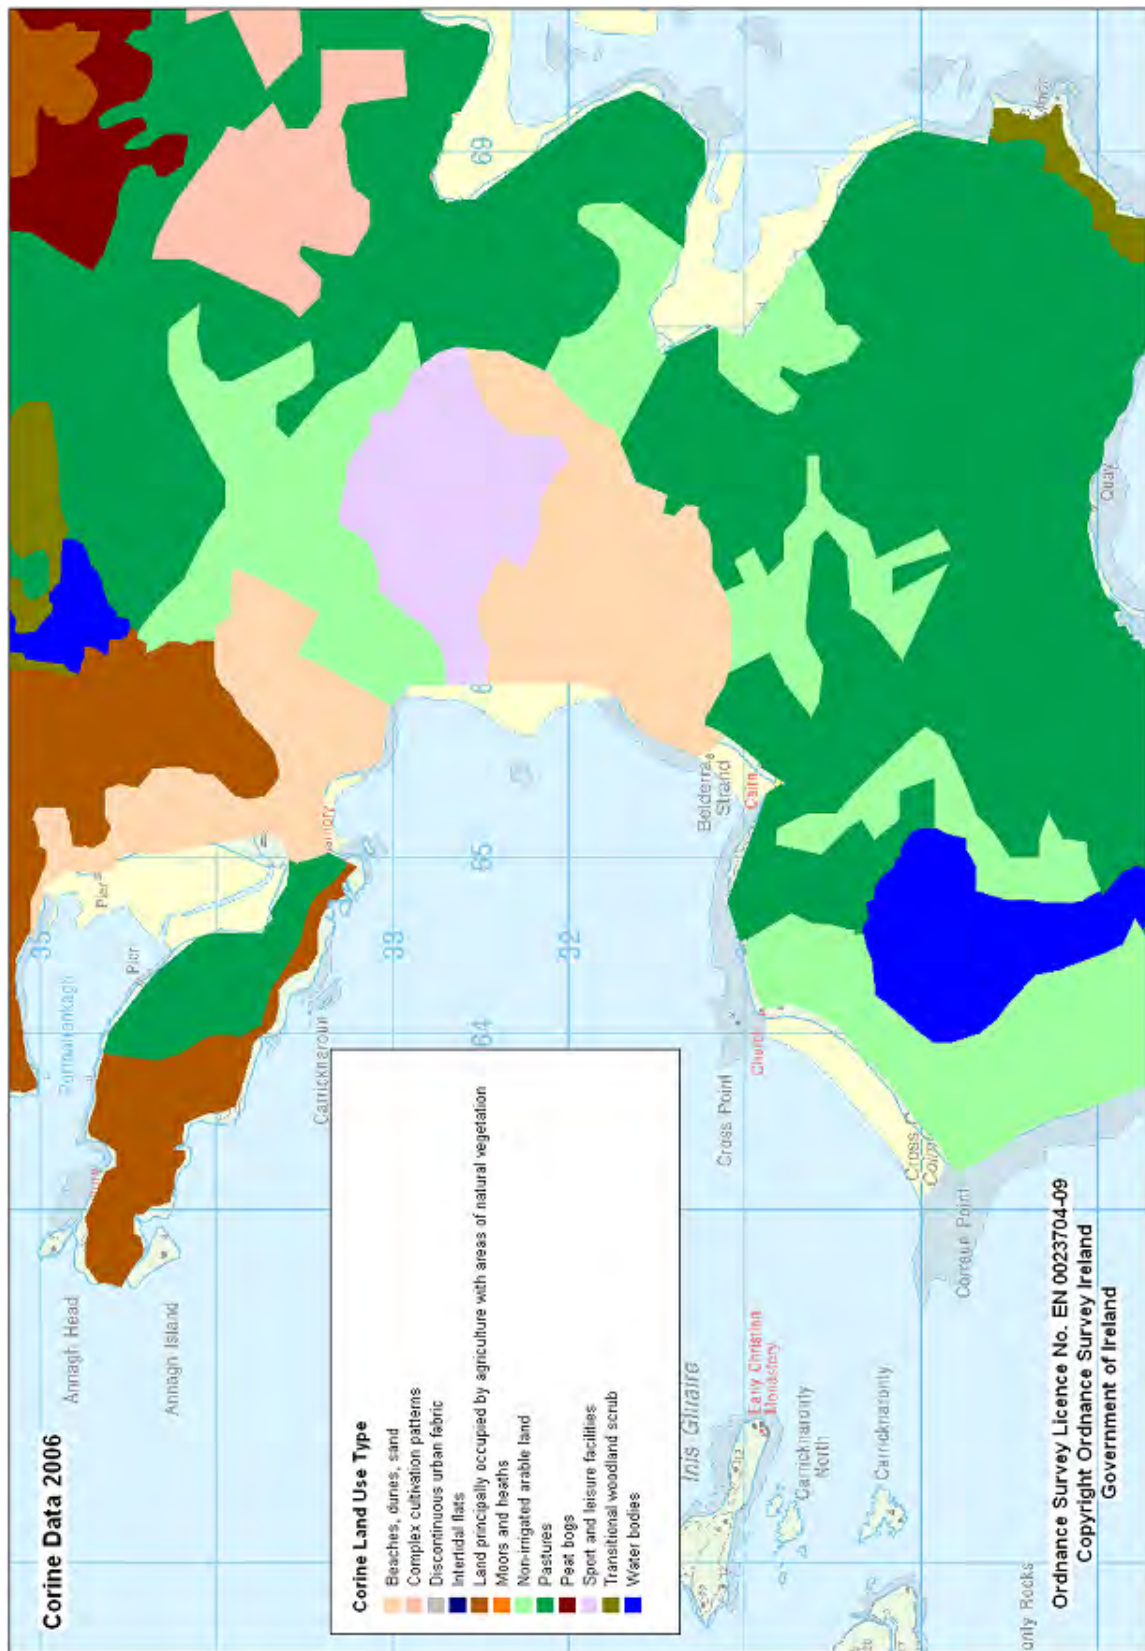 Corine Data 2006
Corine Land Use Type
Beaches, dunes, sand
Complex cultivation patterns
Discontinuous urban fabric
Intertidal flats
Land principally occupied by agriculture with areas of natural vegetation
Moors and heaths
Non-irrigated arable land
Pastures
Peat bogs
Sport and leisure facilities
Transitional woodland scrub
Water bodies
Annagh Head
Annagh Island
Pier
Pier
35
33
32
64
65
69
Carricknaroun
Belderra
Strand
Cairn
Cross Point
Church
Cross
Corraun Point
Quay
Inis Gluaire
Early Christian
Monastery
Carricknaronty
North
Carricknaronty
Rocks
Ordnance Survey Licence No. EN 0023704-09
Copyright Ordnance Survey Ireland
Government of Ireland